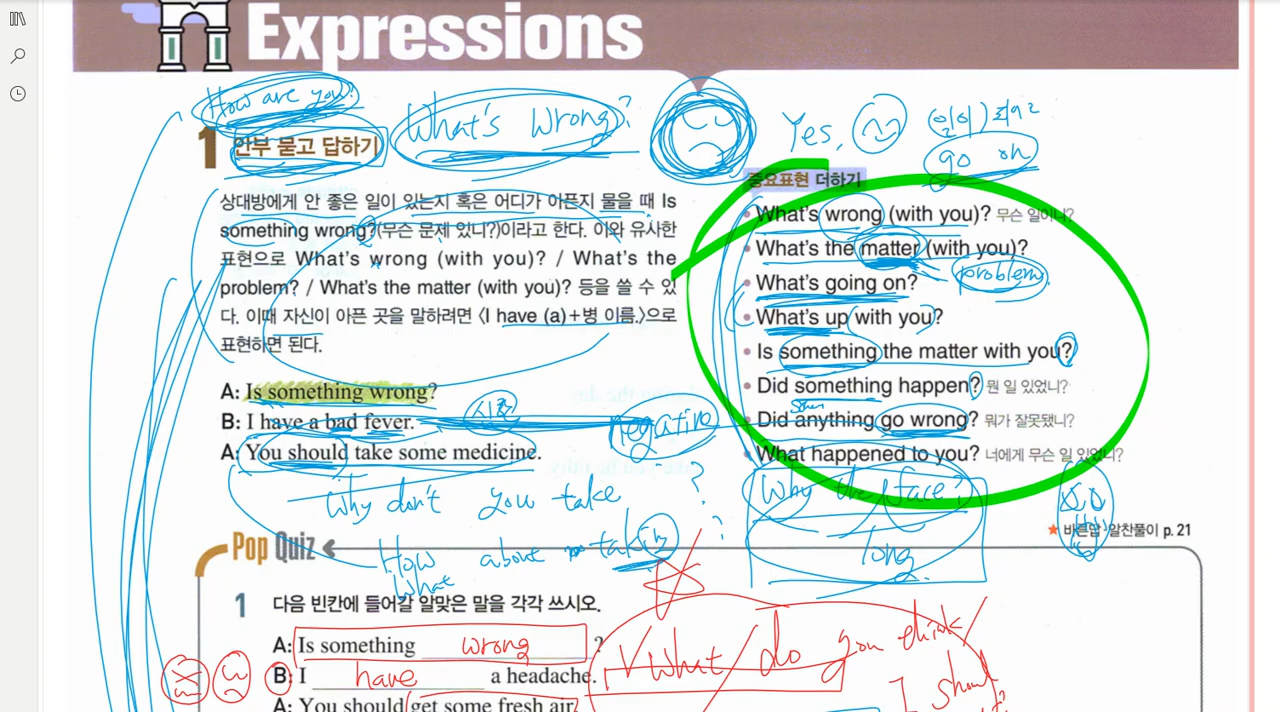 Expressions
How are you?
What's wrong?
Yes,
go on
1 안부 묻고 답하기
상대방에게 안 좋은 일이 있는지 혹은 어디가 아픈지 물을 때 Is
something wrong?(무슨 문제 있니?)이라고 한다. 이와 유사한
표현으로 What's wrong (with you)? / What's the
problem? / What's the matter (with you)? 등을 쓸 수 있
다. 이때 자신이 아픈 곳을 말하려면 〈I have (a)+병 이름.〉으로
표현하면 된다.
A: Is something wrong?
B: I have a bad fever.
A: You should take some medicine.
negative
Why don't you take ?
How about taking ?
What
중요표현 더하기
• What's wrong (with you)? 무슨 일이니?
• What's the matter (with you)?
problem
• What's going on?
• What's up with you?
• Is something the matter with you?
• Did something happen? 뭔 일 있었니?
• Did anything go wrong? 뭐가 잘못됐니?
• What happened to you? 너에게 무슨 일 있었니?
Why the face?
long
★ 바른답·알찬풀이 p. 21
Pop Quiz
1 다음 빈칸에 들어갈 알맞은 말을 각각 쓰시오.
A: Is something wrong ?
B: I have a headache.
A: You should get some fresh air.
What do you think
I should